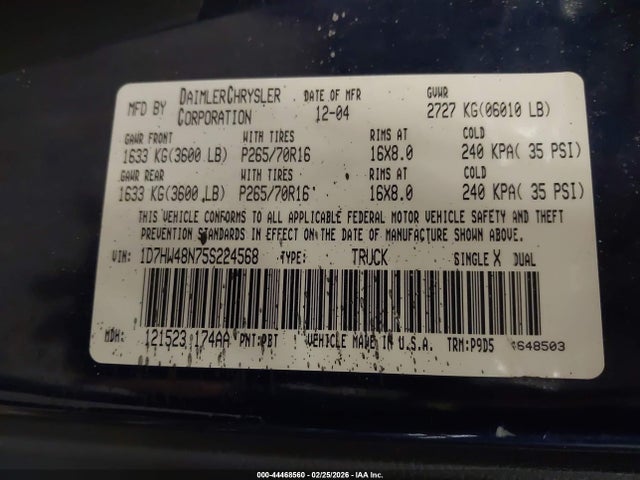 MFD BY DAIMLERCHRYSLER CORPORATION DATE OF MFR 12-04 GVWR 2727 KG(06010 LB)
GAWR FRONT WITH TIRES RIMS AT COLD
1633 KG(3600 LB) P265/70R16 16X8.0 240 KPA( 35 PSI)
GAWR REAR WITH TIRES RIMS AT COLD
1633 KG(3600 LB) P265/70R16 16X8.0 240 KPA( 35 PSI)
THIS VEHICLE CONFORMS TO ALL APPLICABLE FEDERAL MOTOR VEHICLE SAFETY AND THEFT
PREVENTION STANDARDS IN EFFECT ON THE DATE OF MANUFACTURE SHOWN ABOVE.
VIN: 1D7HW48N75S224568 TYPE: TRUCK SINGLE X DUAL
MDH: 121523 174AA PNT:PBT VEHICLE MADE IN U.S.A. TRM:P9D5 648503
000-44468560 - 02/25/2026 - IAA Inc.